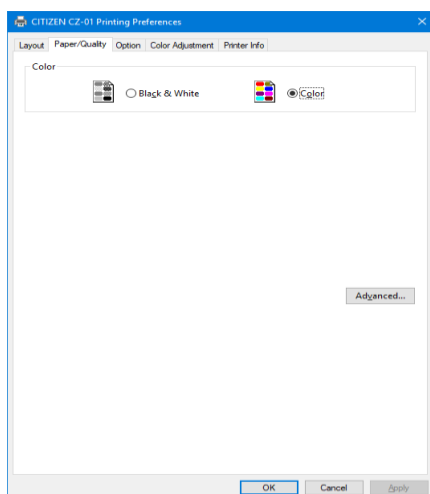 CITIZEN CZ-01 Printing Preferences
Layout Paper/Quality Option Color Adjustment Printer Info
Color
Black & White Color
Advanced...
OK Cancel Apply